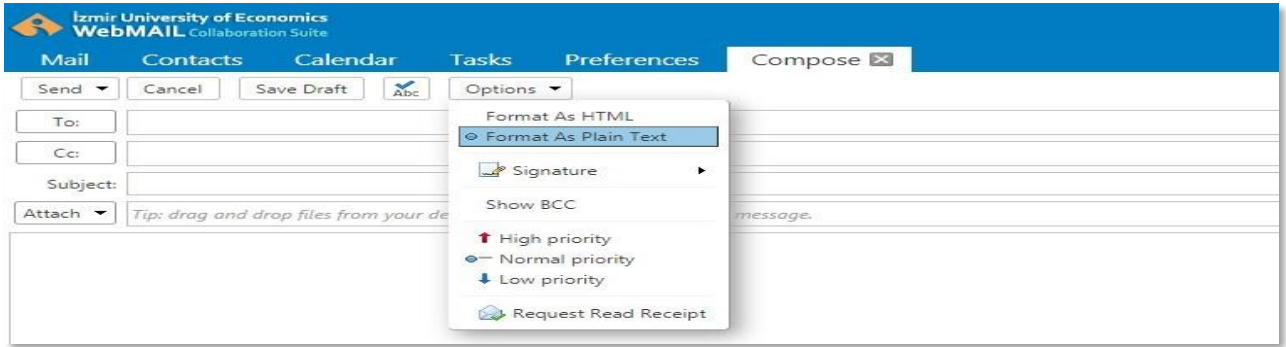 İzmir University of Economics
WebMAIL Collaboration Suite
Mail Contacts Calendar Tasks Preferences Compose
Send Cancel Save Draft Abc Options
To:
Cc:
Subject:
Attach Tip: drag and drop files from your de message.
Format As HTML
Format As Plain Text
Signature
Show BCC
High priority
Normal priority
Low priority
Request Read Receipt